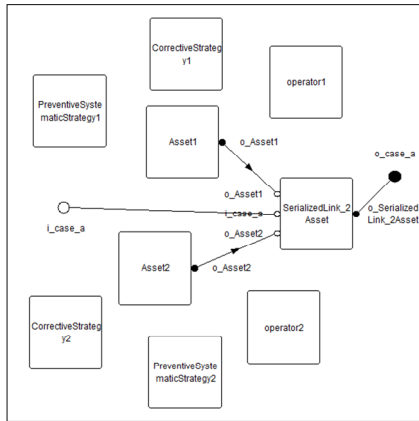 CorrectiveStrateg
y1
operator1
PreventiveSyste
maticStrategy1
Asset1
o_Asset1
o_case_a
o_Asset1
i_case_a
SerializedLink_2
Asset
o_Serialized
Link_2Asset
i_case_a
o_Asset2
Asset2
o_Asset2
CorrectiveStrateg
y2
operator2
PreventiveSyste
maticStrategy2